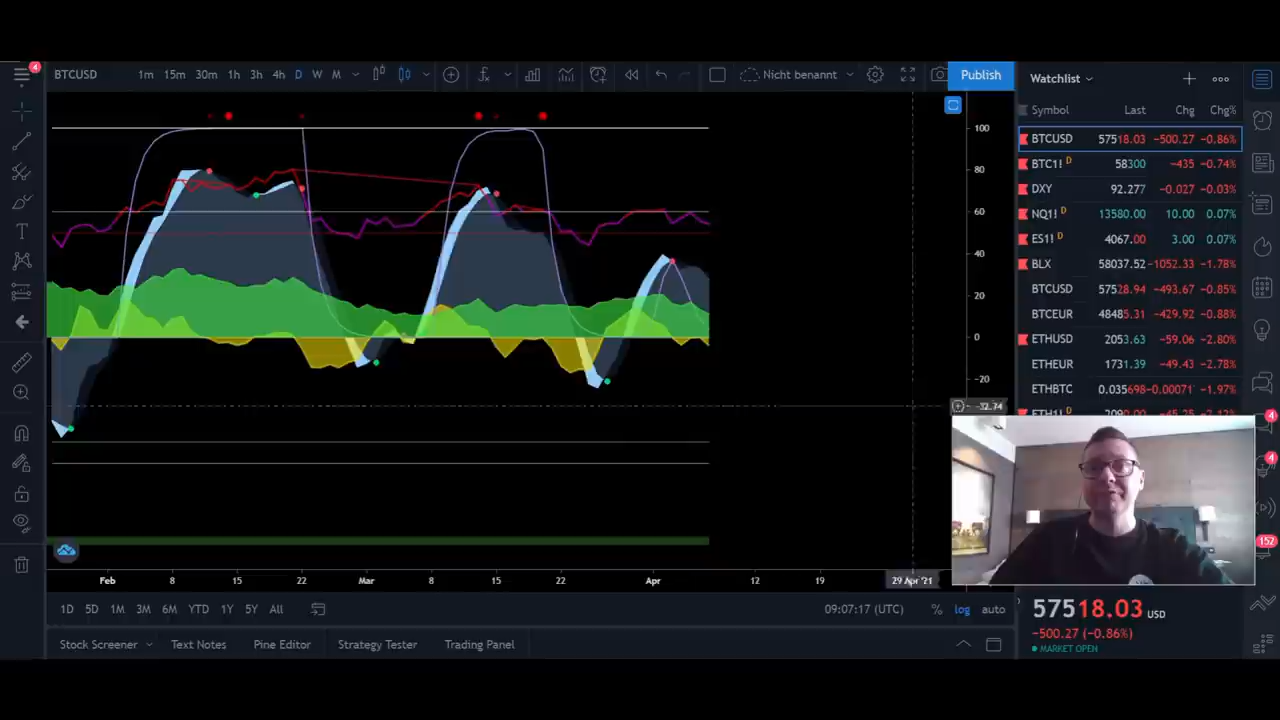 4
BTCUSD 1m 15m 30m 1h 3h 4h D W M Nicht benannt Publish
Watchlist
Symbol Last Chg Chg%
BTCUSD 57518.03 −500.27 −0.86%
BTC1! D 58300 −435 −0.74%
DXY 92.277 −0.027 −0.03%
NQ1! D 13580.00 10.00 0.07%
ES1! D 4067.00 3.00 0.07%
BLX 58037.52 −1052.33 −1.78%
BTCUSD 57528.94 −493.67 −0.85%
BTCEUR 48485.31 −429.92 −0.88%
ETHUSD 2053.63 −59.06 −2.80%
ETHEUR 1731.39 −49.43 −2.78%
ETHBTC 0.035698 −0.00071 −1.97%
100
80
60
40
20
0
−20
−32.74
4
4
152
Feb 8 15 22 Mar 8 15 22 Apr 12 19 29 Apr '21
1D 5D 1M 3M 6M YTD 1Y 5Y All 09:07:17 (UTC) % log auto
57518.03 USD
−500.27 (−0.86%)
MARKET OPEN
Stock Screener Text Notes Pine Editor Strategy Tester Trading Panel